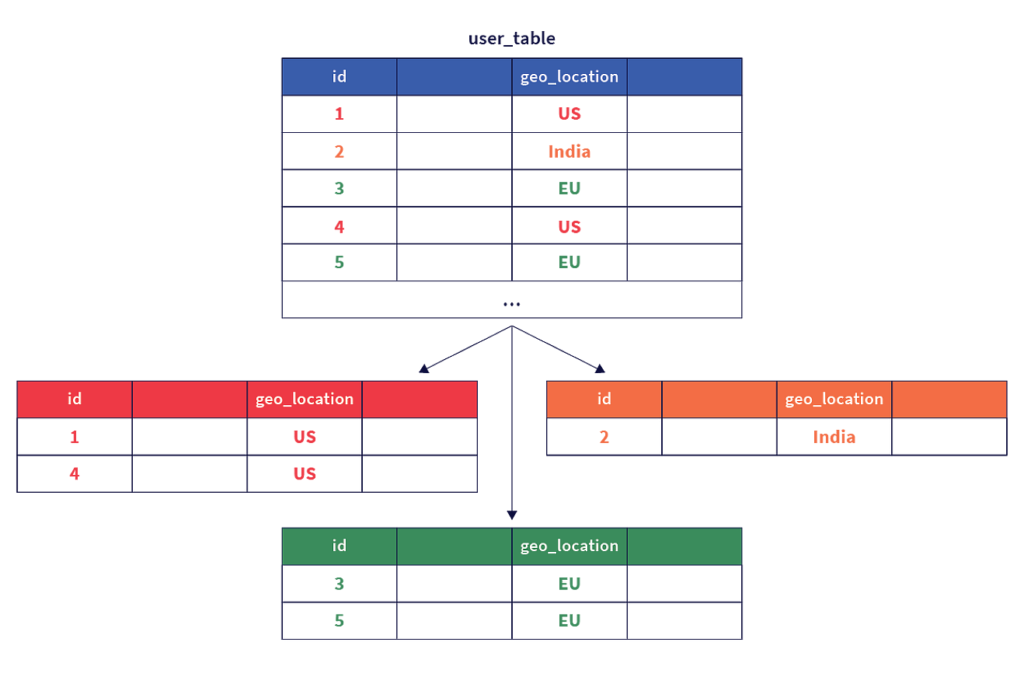 user_table
id geo_location
1 US
2 India
3 EU
4 US
5 EU
...
id geo_location
1 US
4 US
id geo_location
2 India
id geo_location
3 EU
5 EU